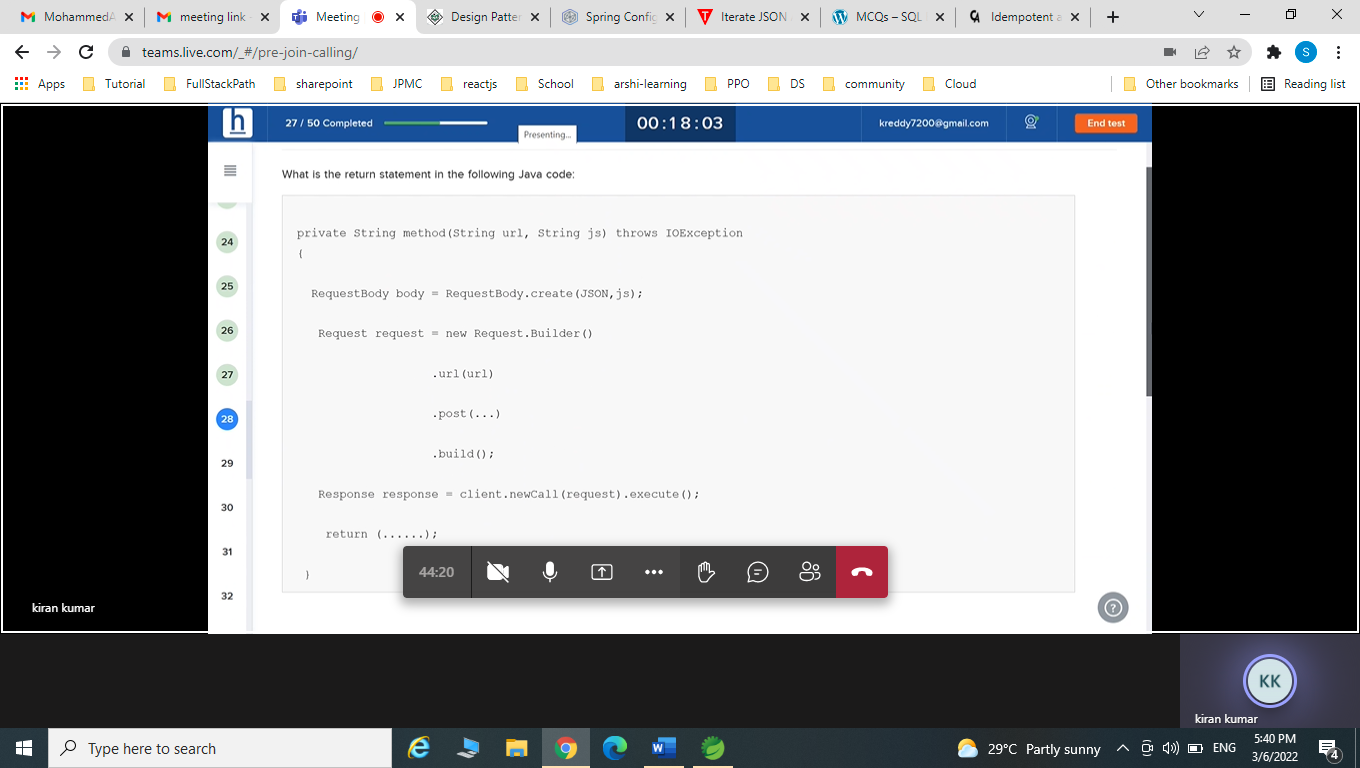 MohammedA
meeting link
Meeting
Design Patter
Spring Config
Iterate JSON
MCQs – SQL
Idempotent a
teams.live.com/_#/pre-join-calling/
S
Apps
Tutorial
FullStackPath
sharepoint
JPMC
reactjs
School
arshi-learning
PPO
DS
community
Cloud
Other bookmarks
Reading list
h
27 / 50 Completed
Presenting...
00:18:03
kreddy7200@gmail.com
End test
What is the return statement in the following Java code:
private String method(String url, String js) throws IOException
{
RequestBody body = RequestBody.create(JSON,js);
Request request = new Request.Builder()
.url(url)
.post(...)
.build();
Response response = client.newCall(request).execute();
return (......);
}
24
25
26
27
28
29
30
31
32
44:20
?
kiran kumar
KK
kiran kumar
Type here to search
29°C Partly sunny
ENG
5:40 PM
3/6/2022
4